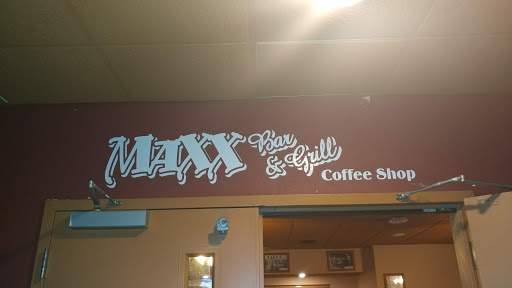 MAXX Bar
& Grill
Coffee Shop